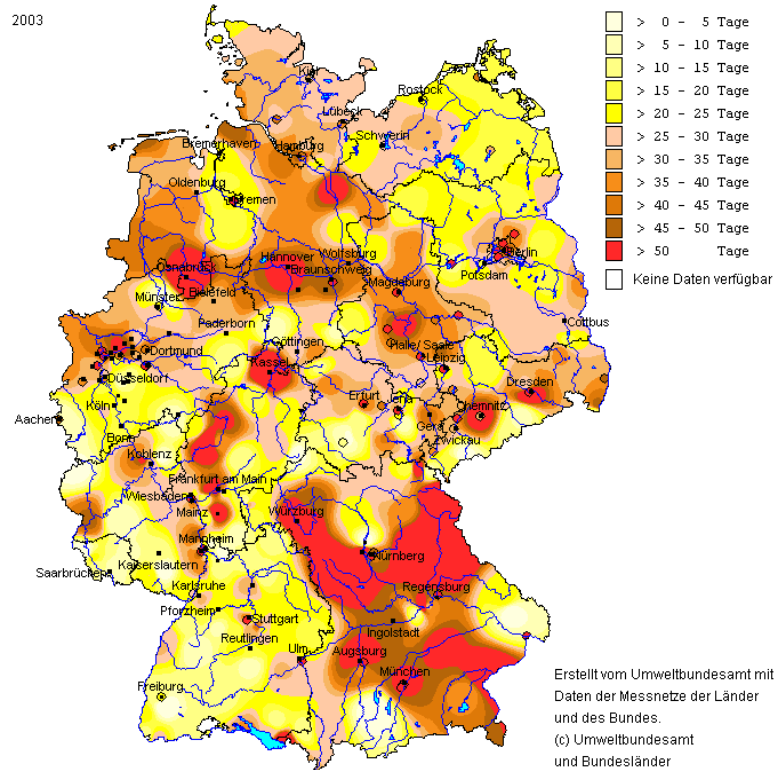 2003
> 0 - 5 Tage
> 5 - 10 Tage
> 10 - 15 Tage
> 15 - 20 Tage
> 20 - 25 Tage
> 25 - 30 Tage
> 30 - 35 Tage
> 35 - 40 Tage
> 40 - 45 Tage
> 45 - 50 Tage
> 50 Tage
Keine Daten verfügbar
Kiel
Rostock
Lübeck
Schwerin
Bremerhaven
Hamburg
Oldenburg
Bremen
Hannover
Wolfsburg
Berlin
Osnabrück
Braunschweig
Potsdam
Magdeburg
Münster
Bielefeld
Cottbus
Paderborn
Göttingen
Halle/ Saale
Dortmund
Leipzig
Kassel
Düsseldorf
Dresden
Köln
Erfurt
Jena
Chemnitz
Aachen
Gera
Bonn
Zwickau
Koblenz
Frankfurt am Main
Wiesbaden
Mainz
Würzburg
Mannheim
Nürnberg
Saarbrücken
Kaiserslautern
Karlsruhe
Regensburg
Pforzheim
Stuttgart
Ingolstadt
Reutlingen
Ulm
Augsburg
München
Freiburg
Erstellt vom Umweltbundesamt mit
Daten der Messnetze der Länder
und des Bundes.
(c) Umweltbundesamt
und Bundesländer